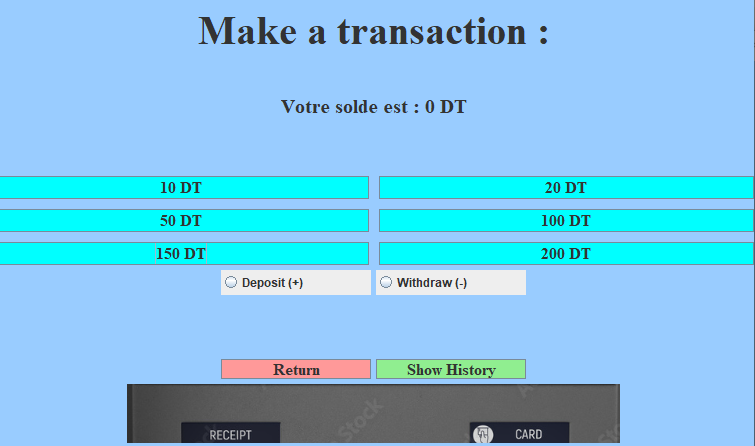 Make a transaction :
Votre solde est : 0 DT
10 DT 20 DT
50 DT 100 DT
150 DT 200 DT
Deposit (+) Withdraw (-)
Return Show History
Stock
RECEIPT CARD